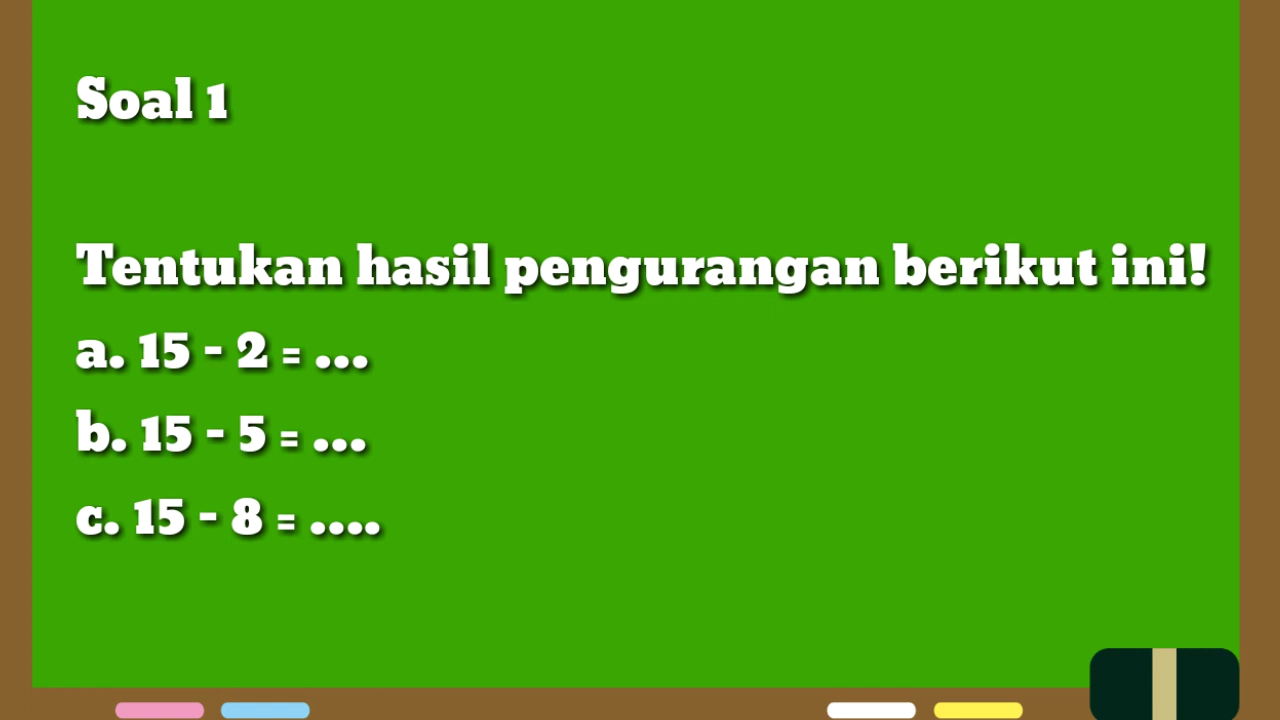 Soal 1
Tentukan hasil pengurangan berikut ini!
a. 15 - 2 = ...
b. 15 - 5 = ...
c. 15 - 8 = ....